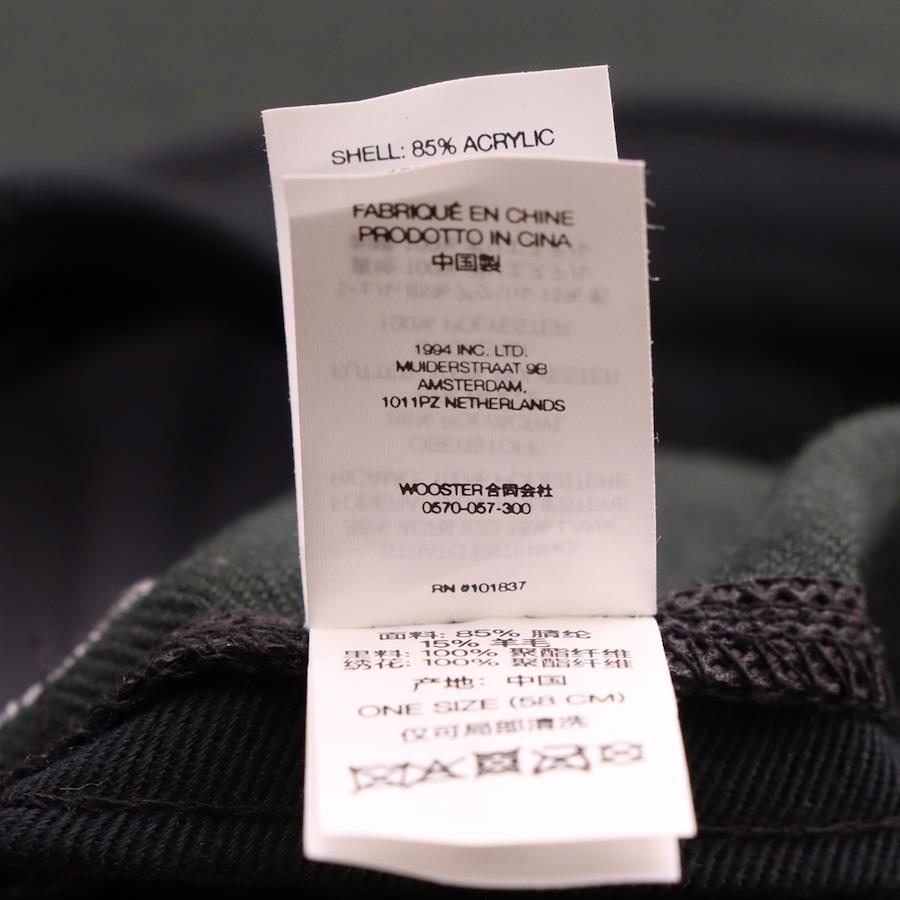 SHELL: 85% ACRYLIC
FABRIQUÉ EN CHINE
PRODOTTO IN CINA
中国製
1994 INC. LTD.
MUIDERSTRAAT 9B
AMSTERDAM,
1011PZ NETHERLANDS
WOOSTER合同会社
0570-057-300
RN #101837
面料: 85% 腈纶
15% 羊毛
里料: 100% 聚酯纤维
绣花: 100% 聚酯纤维
产地: 中国
ONE SIZE (58 CM)
仅可局部清洗